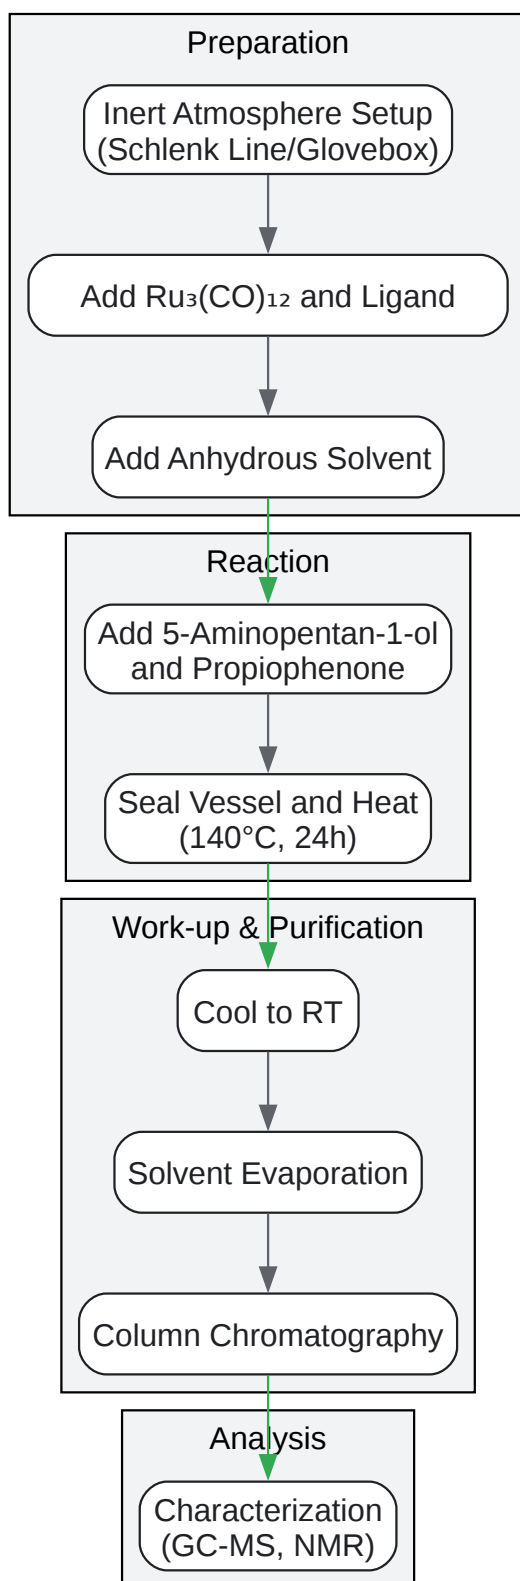 Preparation
Inert Atmosphere Setup
(Schlenk Line/Glovebox)
Add Ru₃(CO)₁₂ and Ligand
Add Anhydrous Solvent
Reaction
Add 5-Aminopentan-1-ol
and Propiophenone
Seal Vessel and Heat
(140°C, 24h)
Work-up & Purification
Cool to RT
Solvent Evaporation
Column Chromatography
Analysis
Characterization
(GC-MS, NMR)